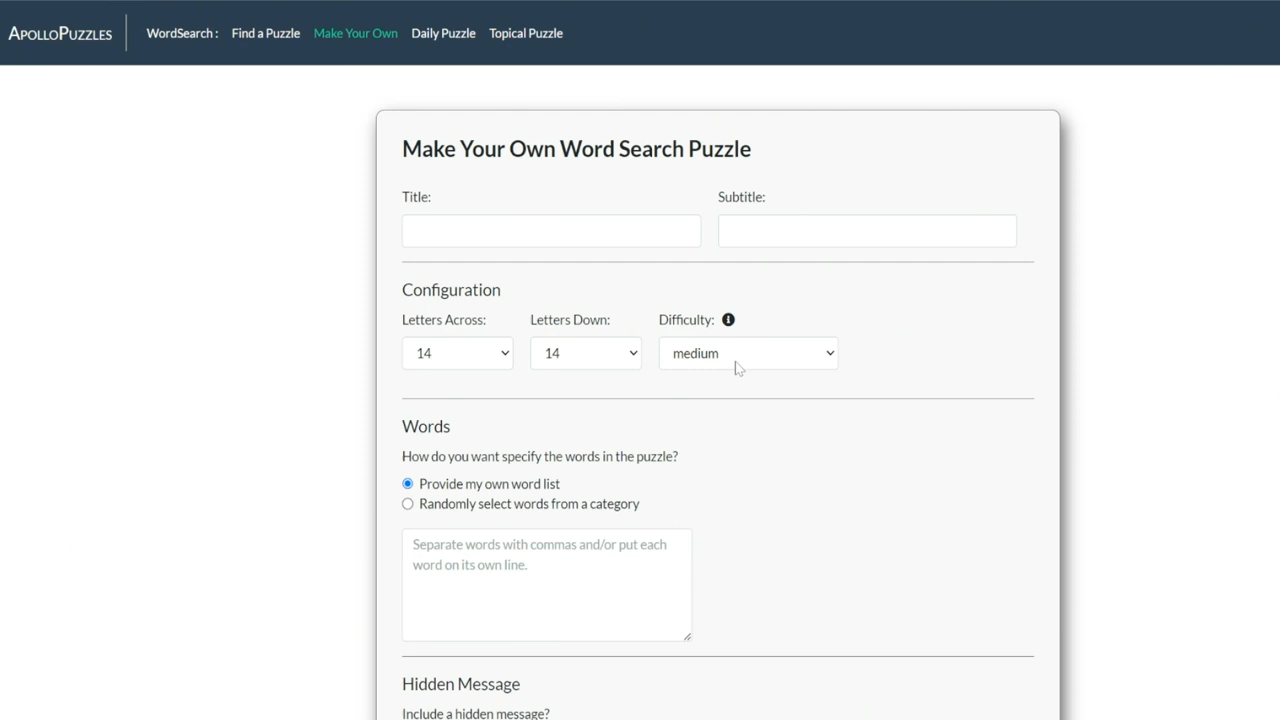 ApolloPuzzles WordSearch : Find a Puzzle Make Your Own Daily Puzzle Topical Puzzle
Make Your Own Word Search Puzzle
Title: Subtitle:
Configuration
Letters Across: Letters Down: Difficulty: i
14 14 medium
Words
How do you want specify the words in the puzzle?
Provide my own word list
Randomly select words from a category
Separate words with commas and/or put each
word on its own line.
Hidden Message
Include a hidden message?